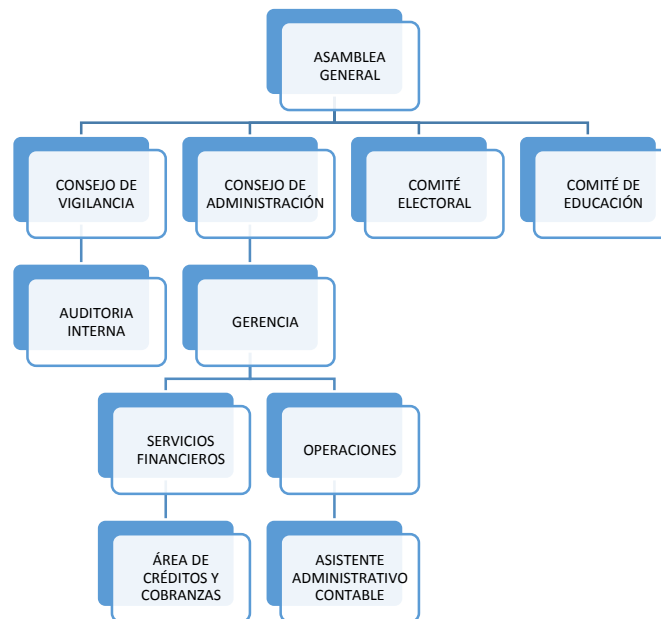 ASAMBLEA
GENERAL
CONSEJO DE
VIGILANCIA
CONSEJO DE
ADMINISTRACIÓN
COMITÉ
ELECTORAL
COMITÉ DE
EDUCACIÓN
AUDITORIA
INTERNA
GERENCIA
SERVICIOS
FINANCIEROS
OPERACIONES
ÁREA DE
CRÉDITOS Y
COBRANZAS
ASISTENTE
ADMINISTRATIVO
CONTABLE